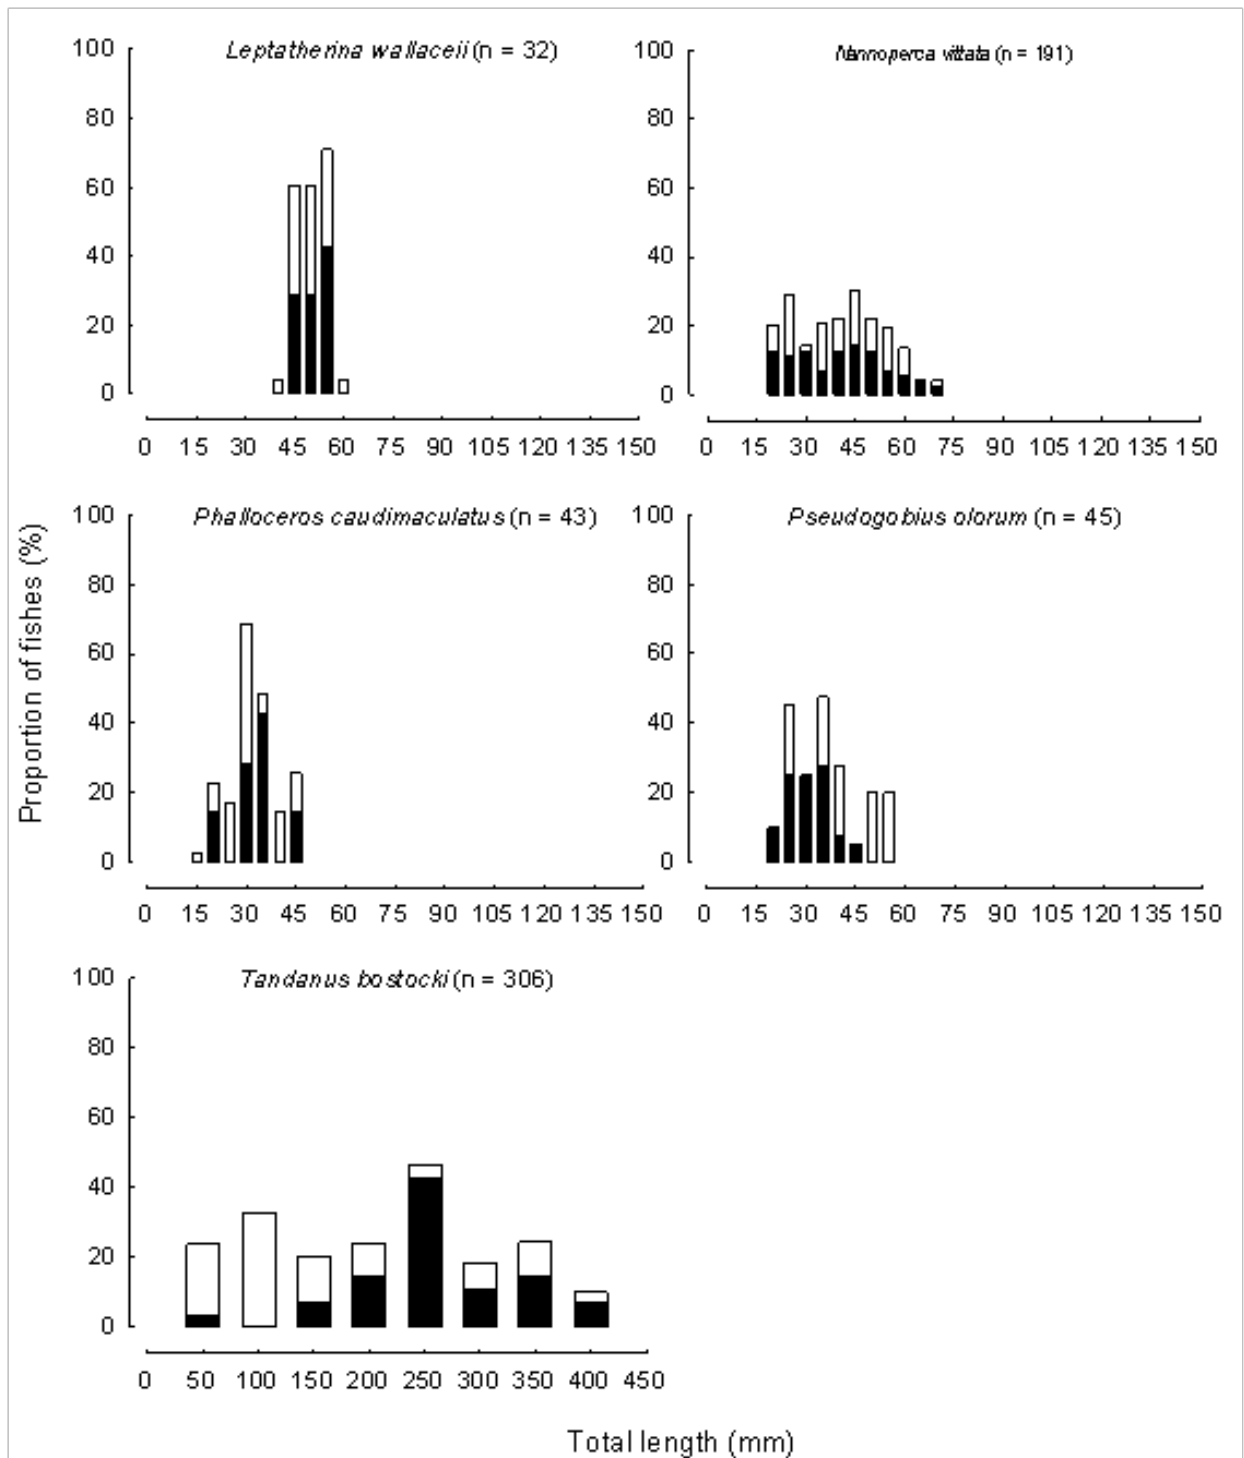 Leptatherina wallaceii (n = 32)
100
80
60
40
20
0
0 15 30 45 60 75 90 105 120 135 150
Nannoperca vittata (n = 191)
100
80
60
40
20
0
0 15 30 45 60 75 90 105 120 135 150
Phalloceros caudimaculatus (n = 43)
100
80
60
40
20
0
0 15 30 45 60 75 90 105 120 135 150
Pseudogobius olorum (n = 45)
100
80
60
40
20
0
0 15 30 45 60 75 90 105 120 135 150
Proportion of fishes (%)
Tandanus bostocki (n = 306)
100
80
60
40
20
0
0 50 100 150 200 250 300 350 400 450
Total length (mm)